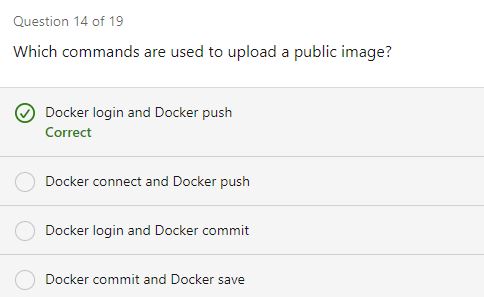 Question 14 of 19
Which commands are used to upload a public image?
Docker login and Docker push
Correct
Docker connect and Docker push
Docker login and Docker commit
Docker commit and Docker save